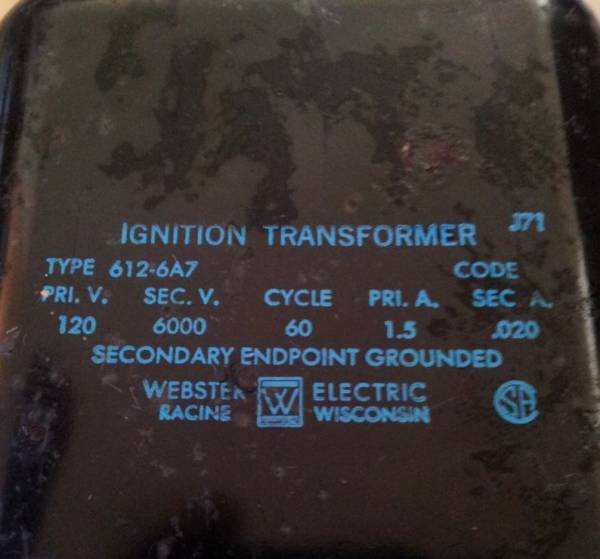 IGNITION TRANSFORMER J71
TYPE 612-6A7 CODE
PRI. V. SEC. V. CYCLE PRI. A. SEC A.
120 6000 60 1.5 .020
SECONDARY ENDPOINT GROUNDED
WEBSTER W ELECTRIC
RACINE WISCONSIN
SA